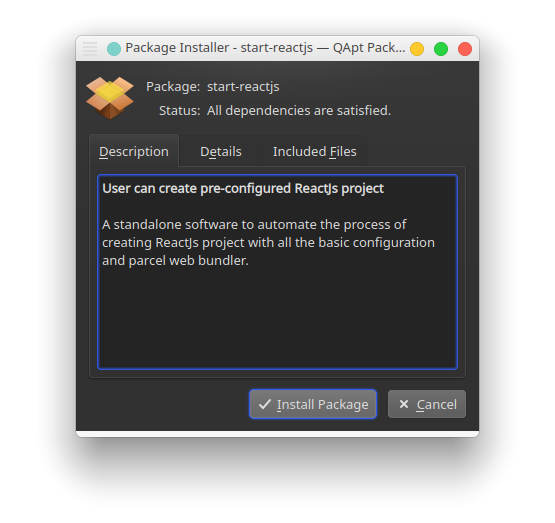 Package Installer - start-reactjs — QApt Pack...
Package: start-reactjs
Status: All dependencies are satisfied.
Description Details Included Files
User can create pre-configured ReactJs project
A standalone software to automate the process of
creating ReactJs project with all the basic configuration
and parcel web bundler.
Install Package Cancel